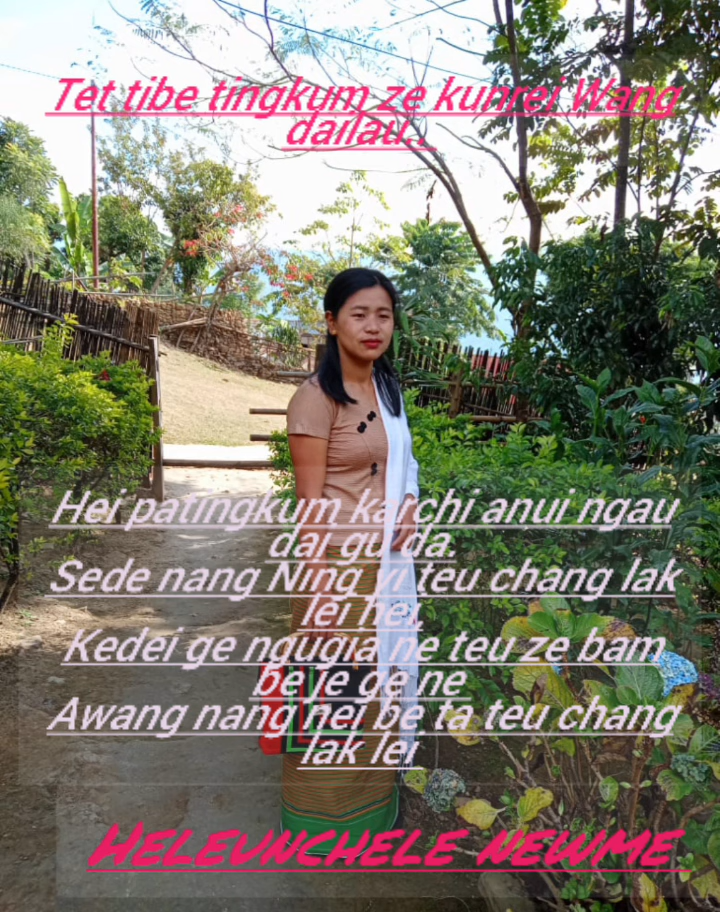 Tet tibe tingkum ze kunrei Wang
dailau...
Hei patingkum karchi anui ngau
dai gu da.
Sede nang Ning yi teu chang lak
lei hei,
Kedei ge ngugia ne teu ze bam
be je ge ne
Awang nang hei be ta teu chang
lak lei
HELEUNCHELE NEWME